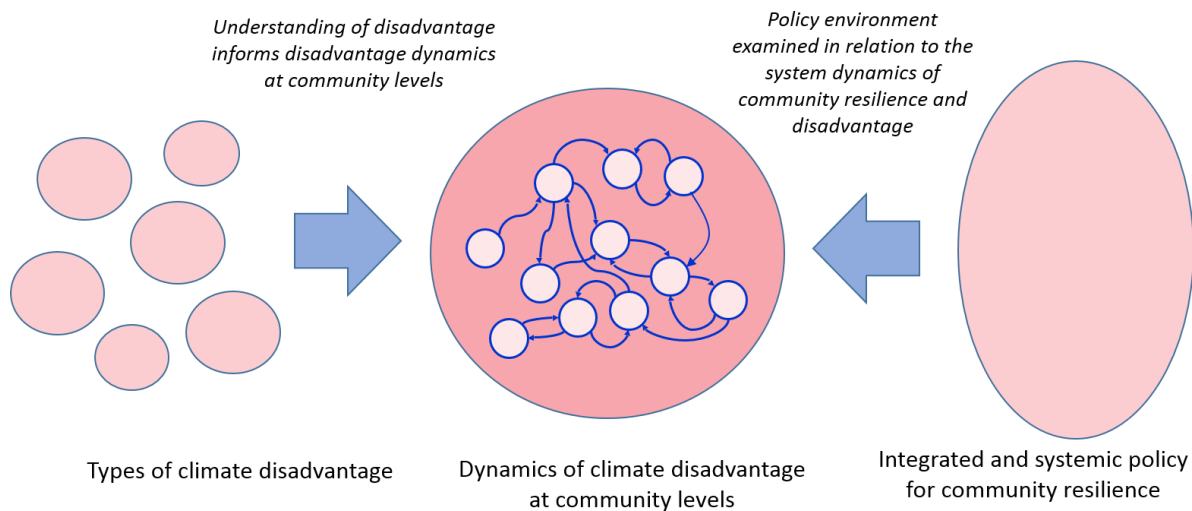 Understanding of disadvantage
informs disadvantage dynamics
at community levels
Policy environment
examined in relation to the
system dynamics of
community resilience and
disadvantage
Types of climate disadvantage
Dynamics of climate disadvantage
at community levels
Integrated and systemic policy
for community resilience